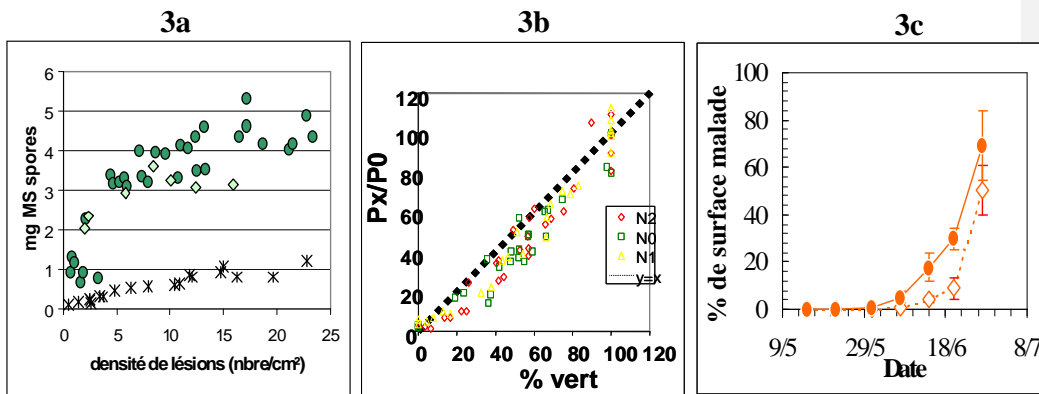 3a
3b
3c
mg MS spores
6
5
4
3
2
1
0
0 5 10 15 20 25
densité de lésions (nbre/cm²)
Px/P0
120
100
80
60
40
20
0
0 20 40 60 80 100 120
% vert
N2
N0
N1
y=x
% de surface malade
100
80
60
40
20
0
9/5 29/5 18/6 8/7
Date